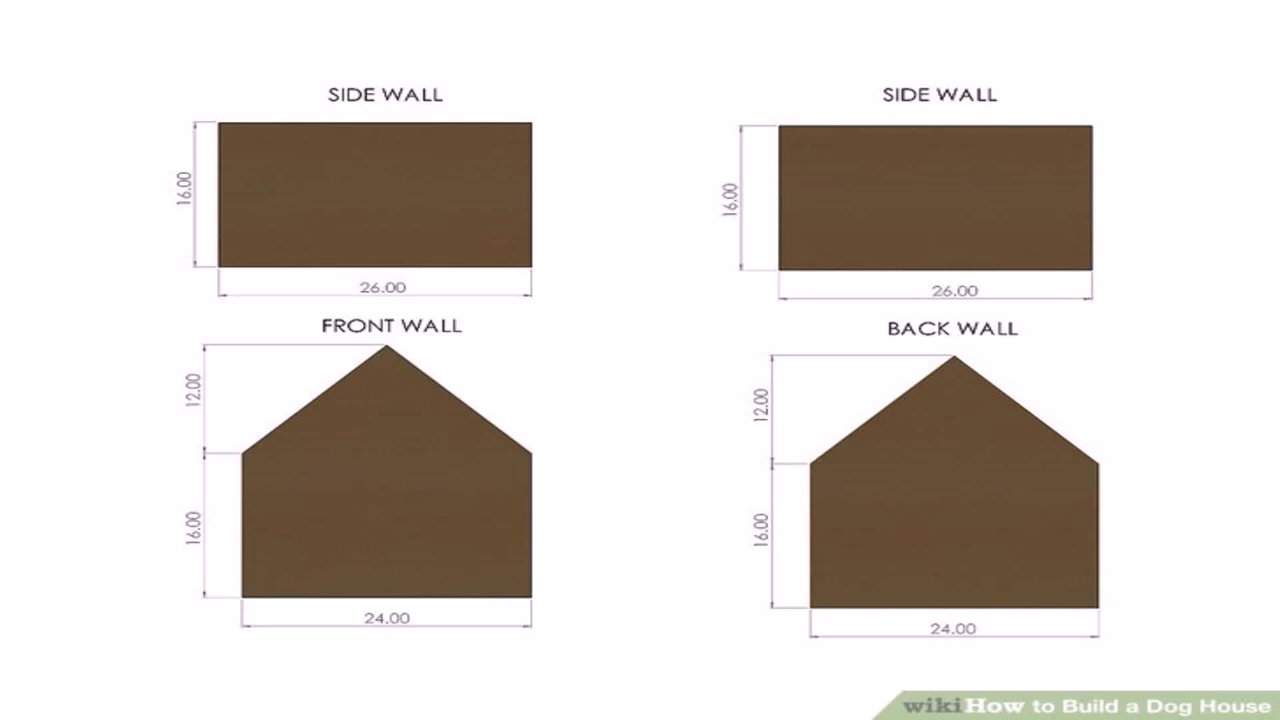 SIDE WALL
16.00
26.00
SIDE WALL
16.00
26.00
FRONT WALL
12.00
16.00
24.00
BACK WALL
12.00
16.00
24.00
wikiHow to Build a Dog House